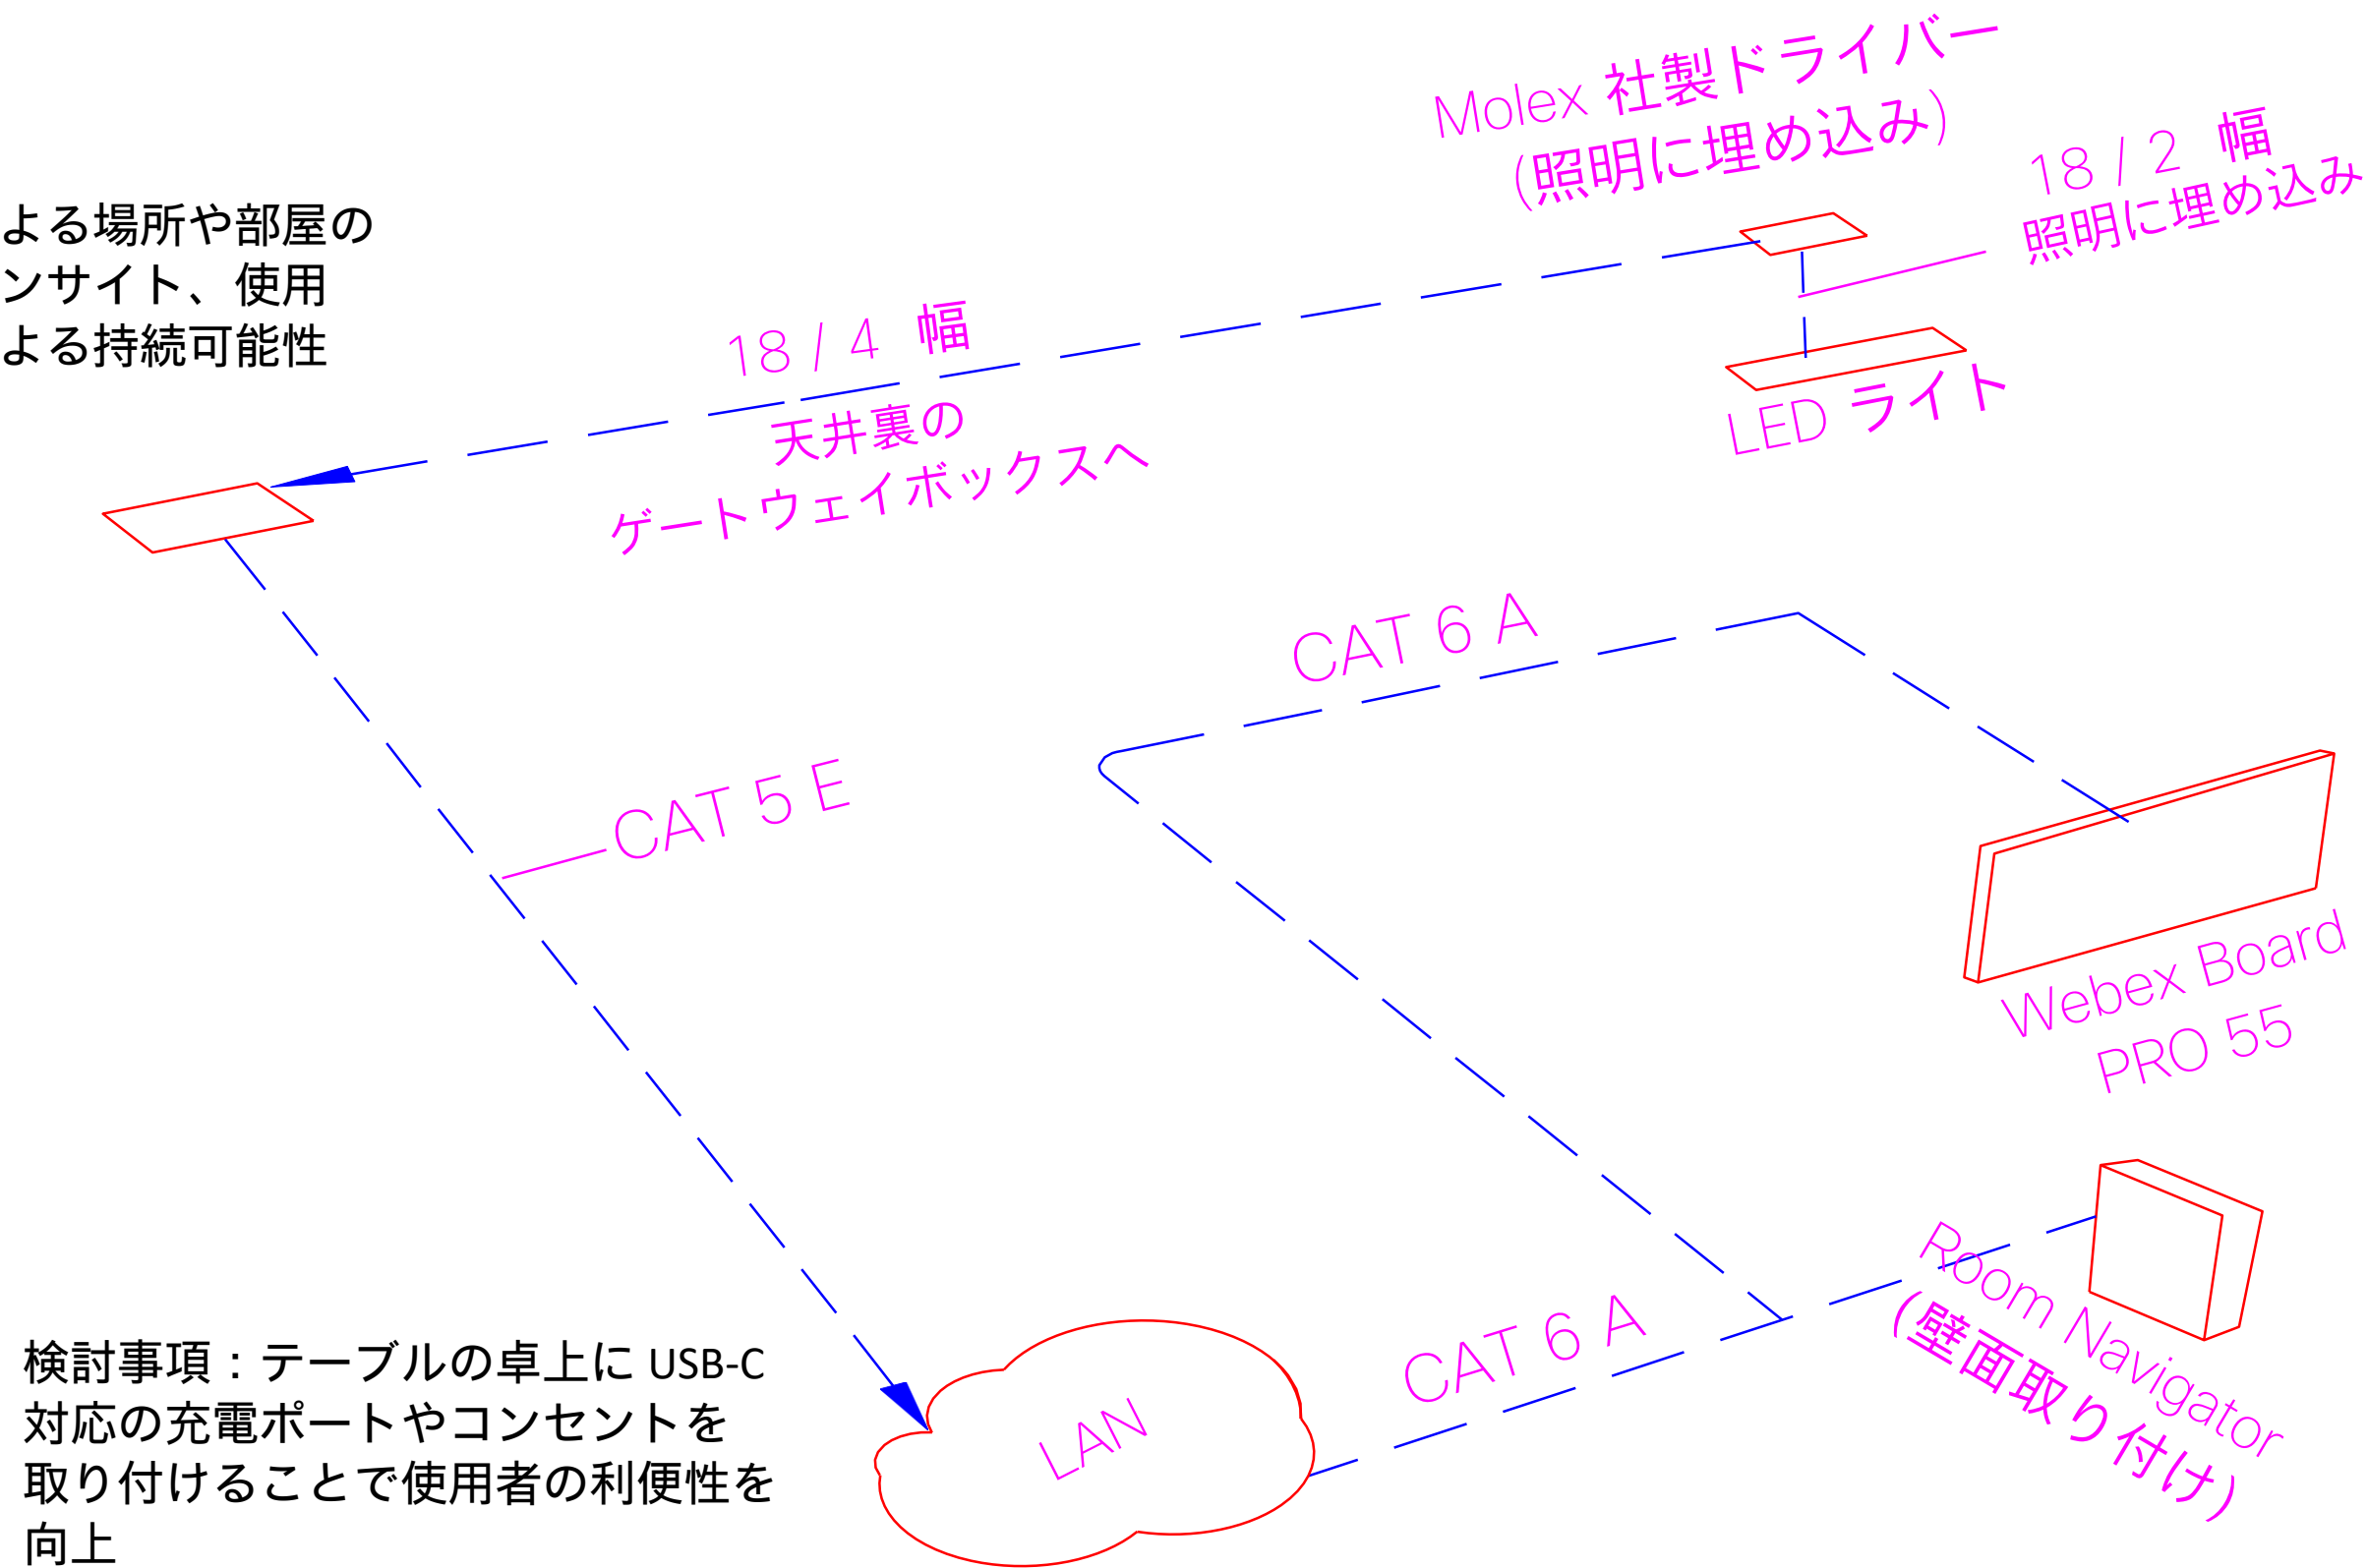 Molex 社製ドライバー
(照明に埋め込み)
18/2 幅
照明に埋め込み
よる場所や部屋の
ンサイト、使用
よる持続可能性
18/4 幅
天井裏の
ゲートウェイボックスへ
LED ライト
CAT 6 A
CAT 5 E
Webex Board
PRO 55
Room Navigator
(壁面取り付け)
CAT 6 A
LAN
検討事項：テーブルの卓上に USB-C
対応の充電ポートやコンセントを
取り付けることで使用者の利便性を
向上